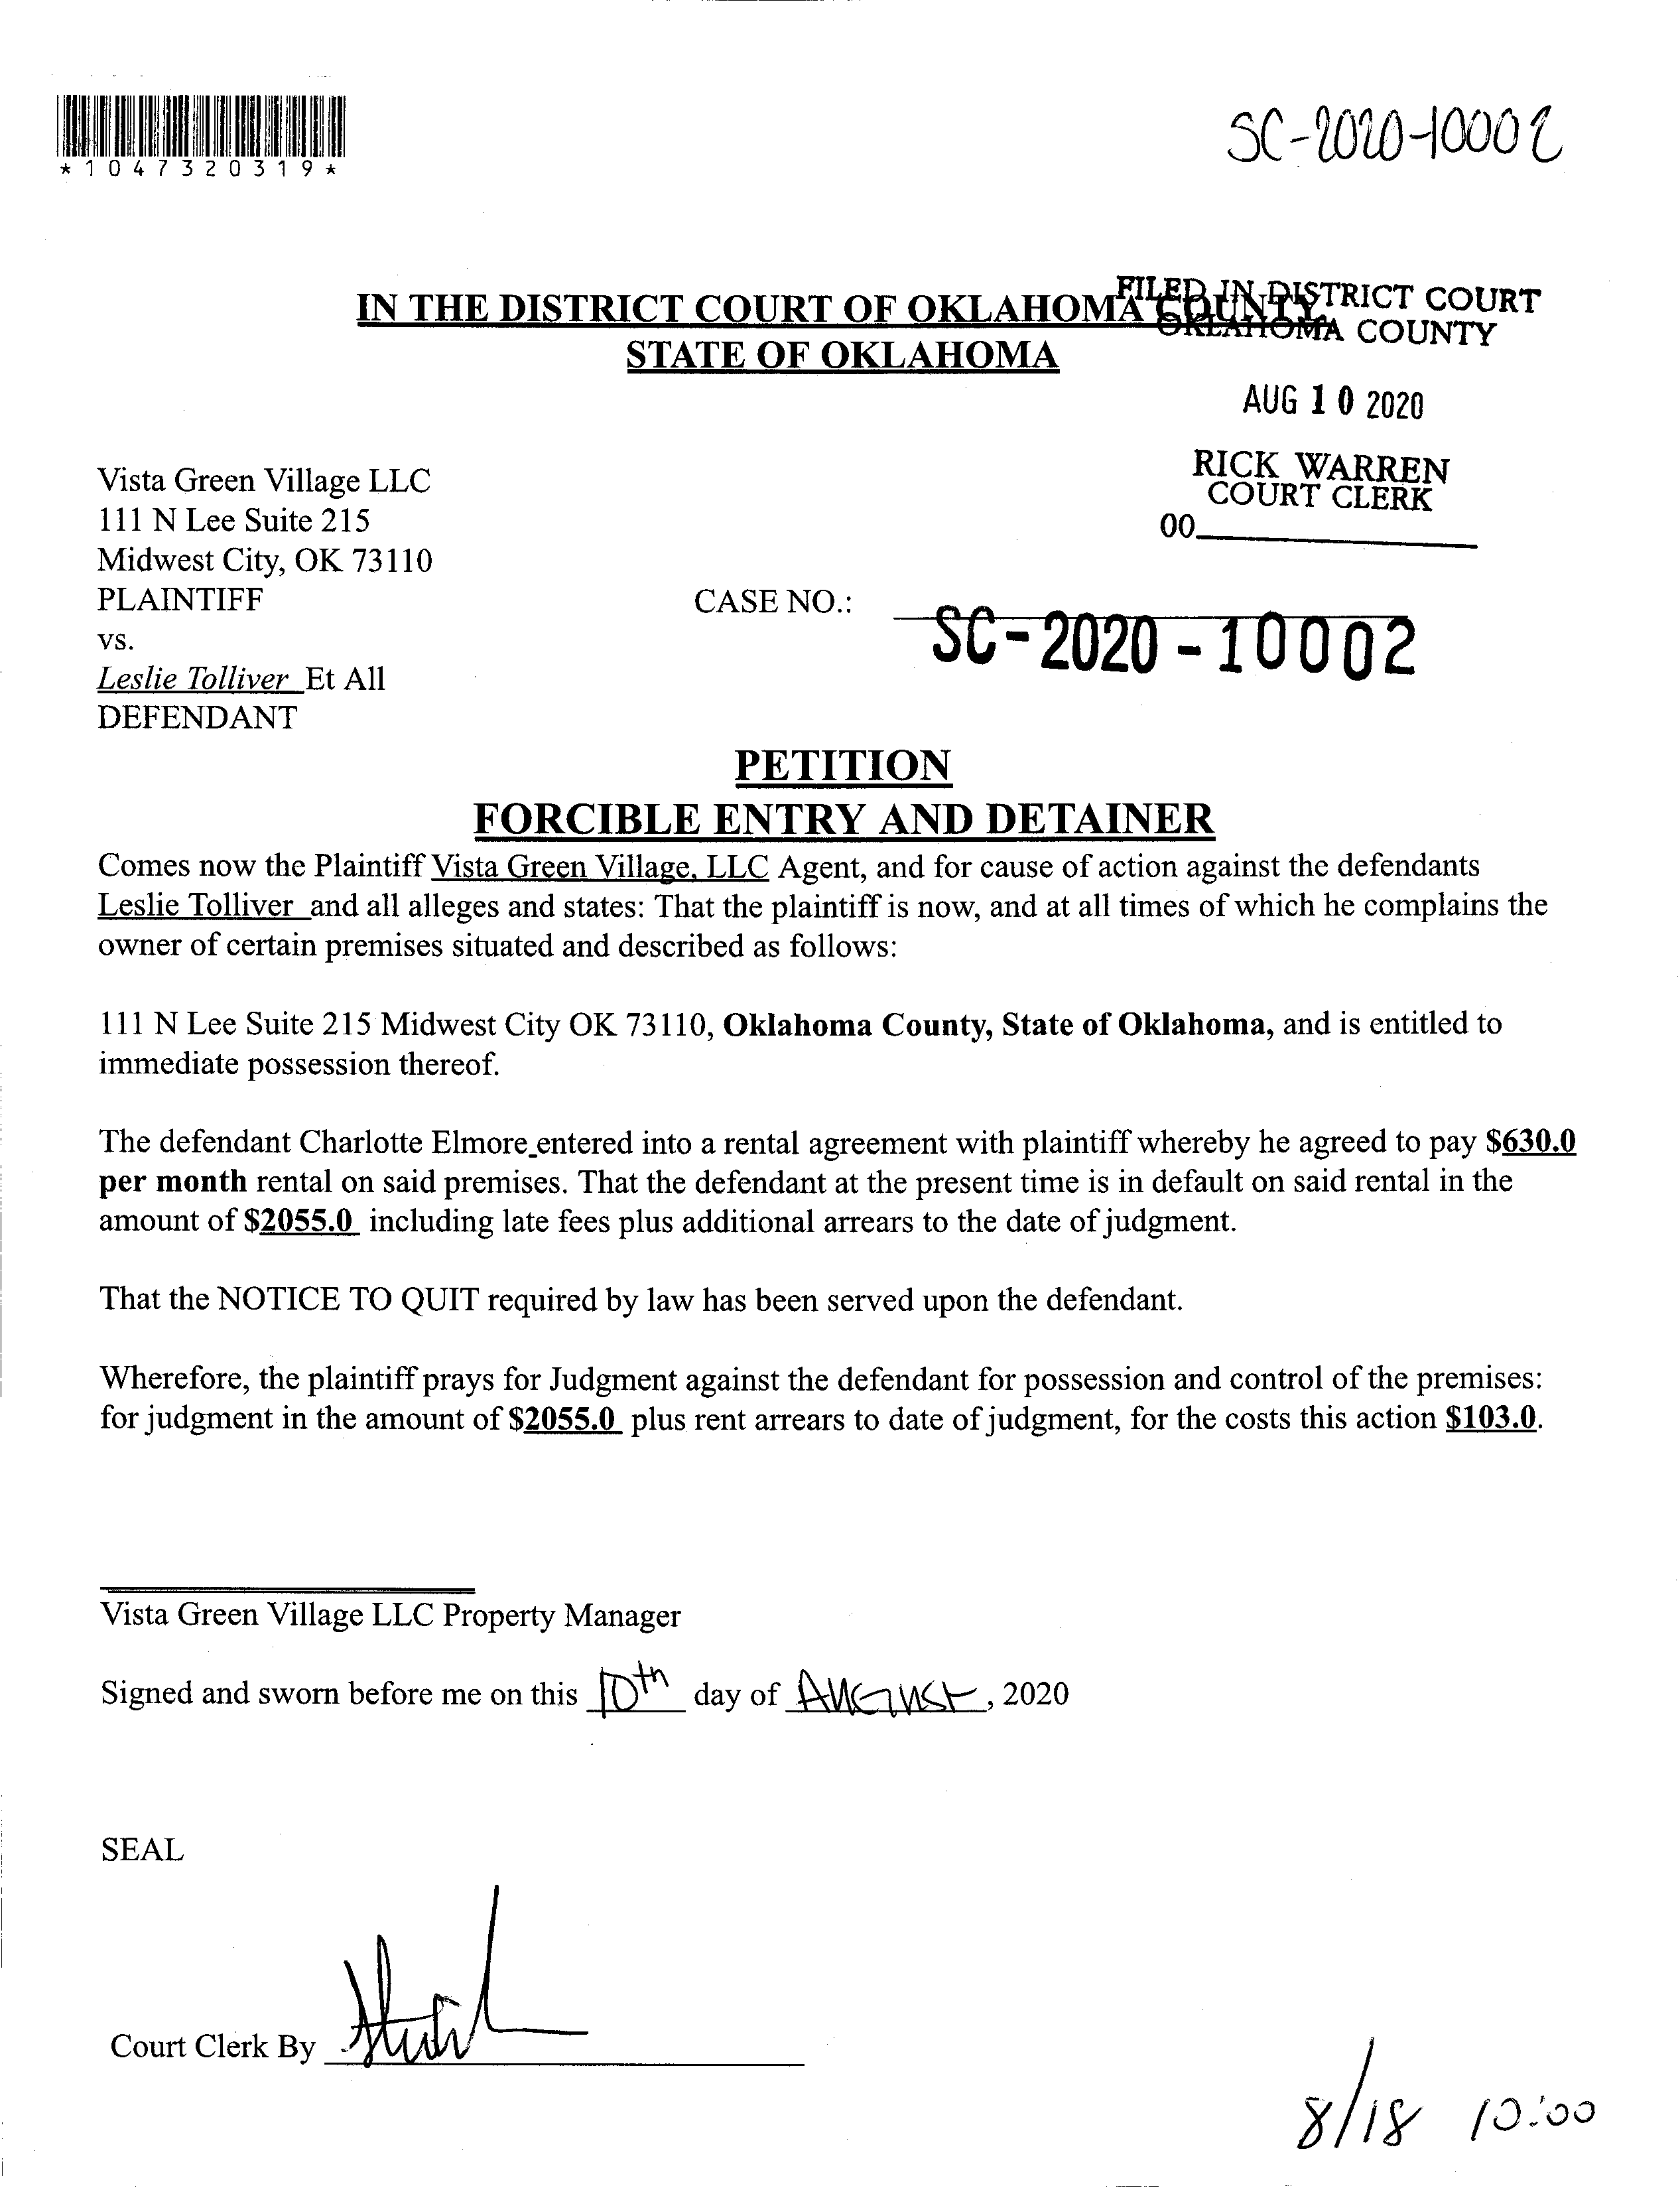 *1047320319*
SC-2020-10002
IN THE DISTRICT COURT OF OKLAHOMA COUNTY
STATE OF OKLAHOMA
FILED IN DISTRICT COURT
OKLAHOMA COUNTY
AUG 10 2020
RICK WARREN
COURT CLERK
00
Vista Green Village LLC
111 N Lee Suite 215
Midwest City, OK 73110
PLAINTIFF
vs.
Leslie Tolliver Et All
DEFENDANT
CASE NO.:
SC-2020-10002
PETITION
FORCIBLE ENTRY AND DETAINER
Comes now the Plaintiff Vista Green Village, LLC Agent, and for cause of action against the defendants
Leslie Tolliver and all alleges and states: That the plaintiff is now, and at all times of which he complains the
owner of certain premises situated and described as follows:
111 N Lee Suite 215 Midwest City OK 73110, Oklahoma County, State of Oklahoma, and is entitled to
immediate possession thereof.
The defendant Charlotte Elmore entered into a rental agreement with plaintiff whereby he agreed to pay $630.0
per month rental on said premises. That the defendant at the present time is in default on said rental in the
amount of $2055.0 including late fees plus additional arrears to the date of judgment.
That the NOTICE TO QUIT required by law has been served upon the defendant.
Wherefore, the plaintiff prays for Judgment against the defendant for possession and control of the premises:
for judgment in the amount of $2055.0 plus rent arrears to date of judgment, for the costs this action $103.0.
Vista Green Village LLC Property Manager
Signed and sworn before me on this 10th day of August, 2020
SEAL
Court Clerk By
8/18 10:00